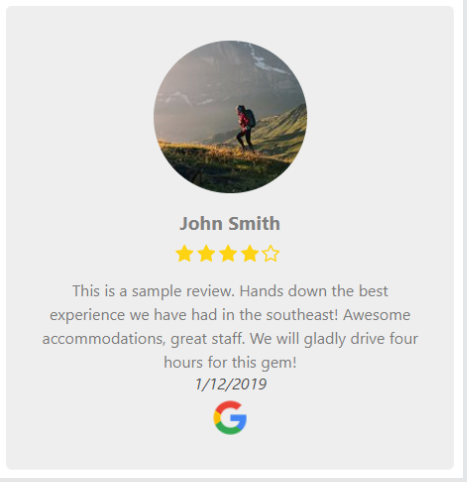 John Smith
This is a sample review. Hands down the best
experience we have had in the southeast! Awesome
accommodations, great staff. We will gladly drive four
hours for this gem!
1/12/2019
G